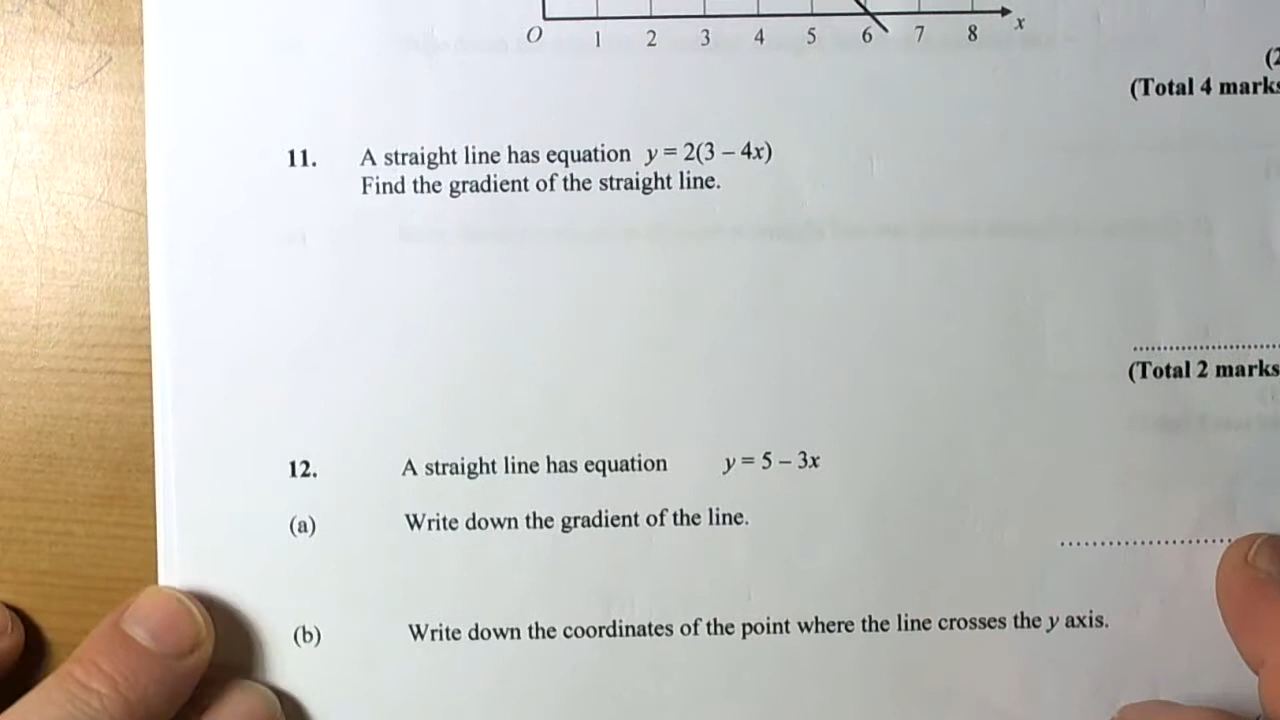 O 1 2 3 4 5 6 7 8 x
(Total 4 marks
11. A straight line has equation y = 2(3 – 4x)
Find the gradient of the straight line.
(Total 2 marks
12. A straight line has equation y = 5 – 3x
(a) Write down the gradient of the line.
(b) Write down the coordinates of the point where the line crosses the y axis.